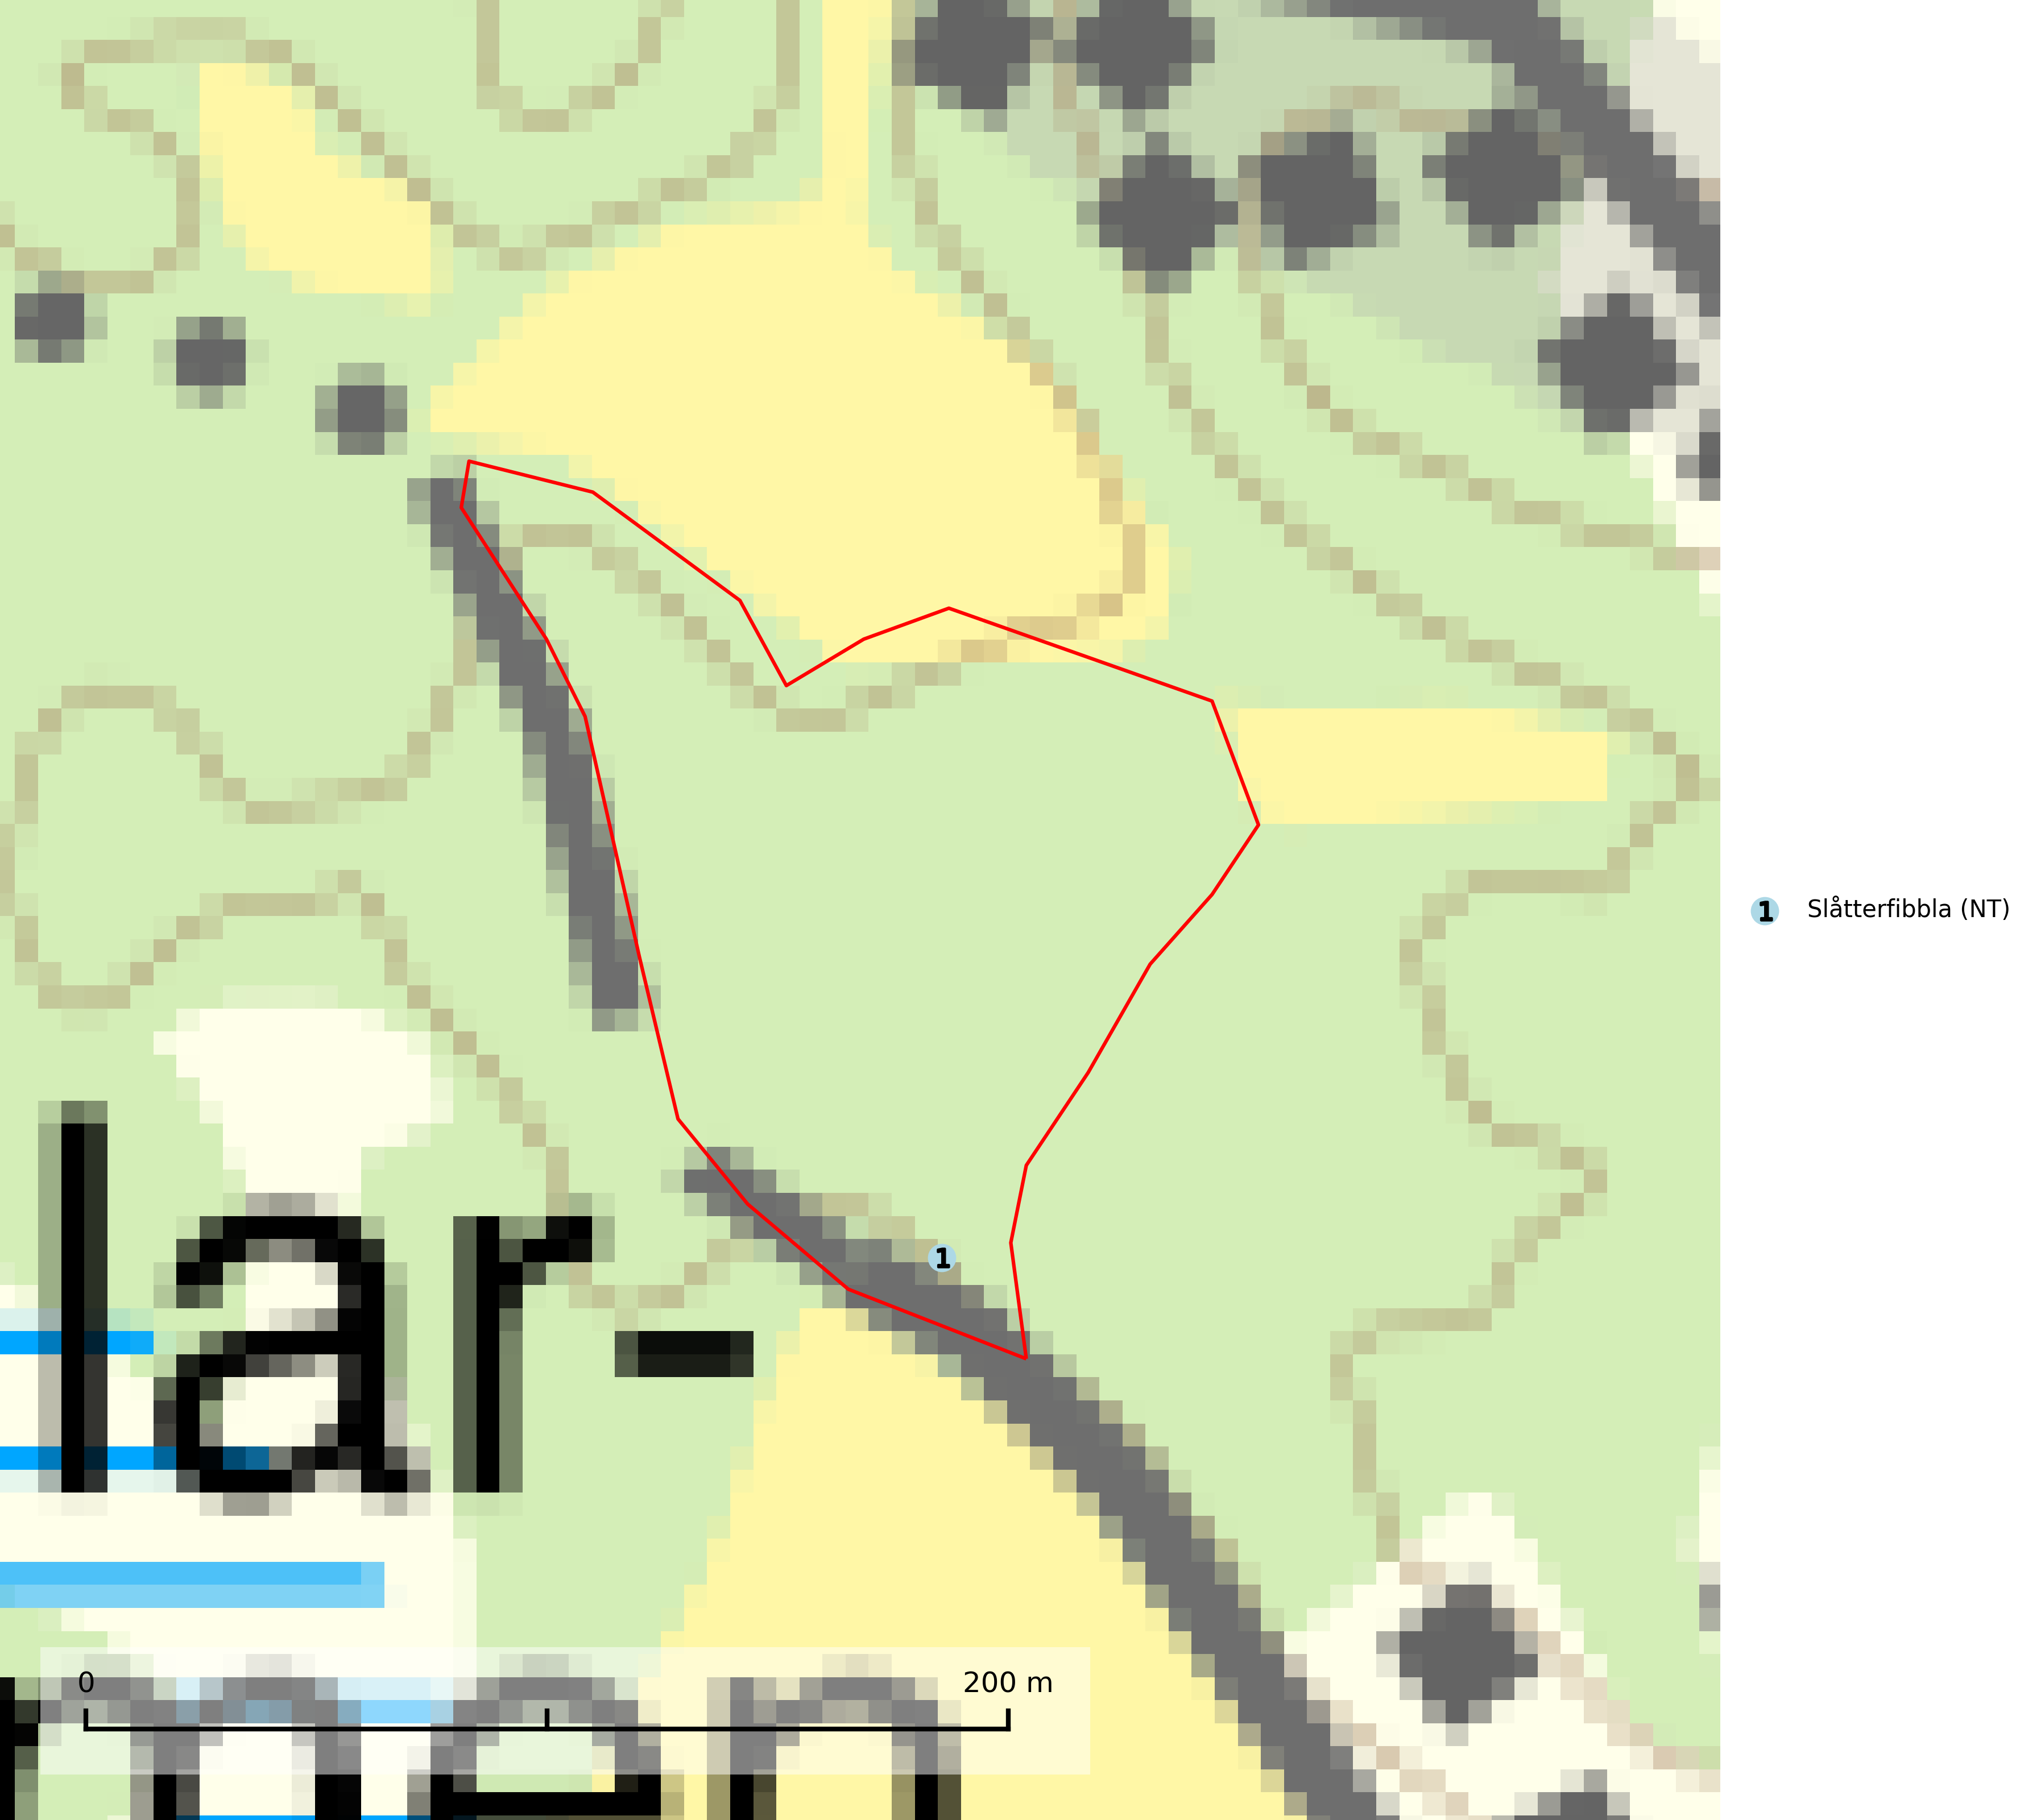 1 Slåtterfibbla (NT)
lar-
1
0 200 m